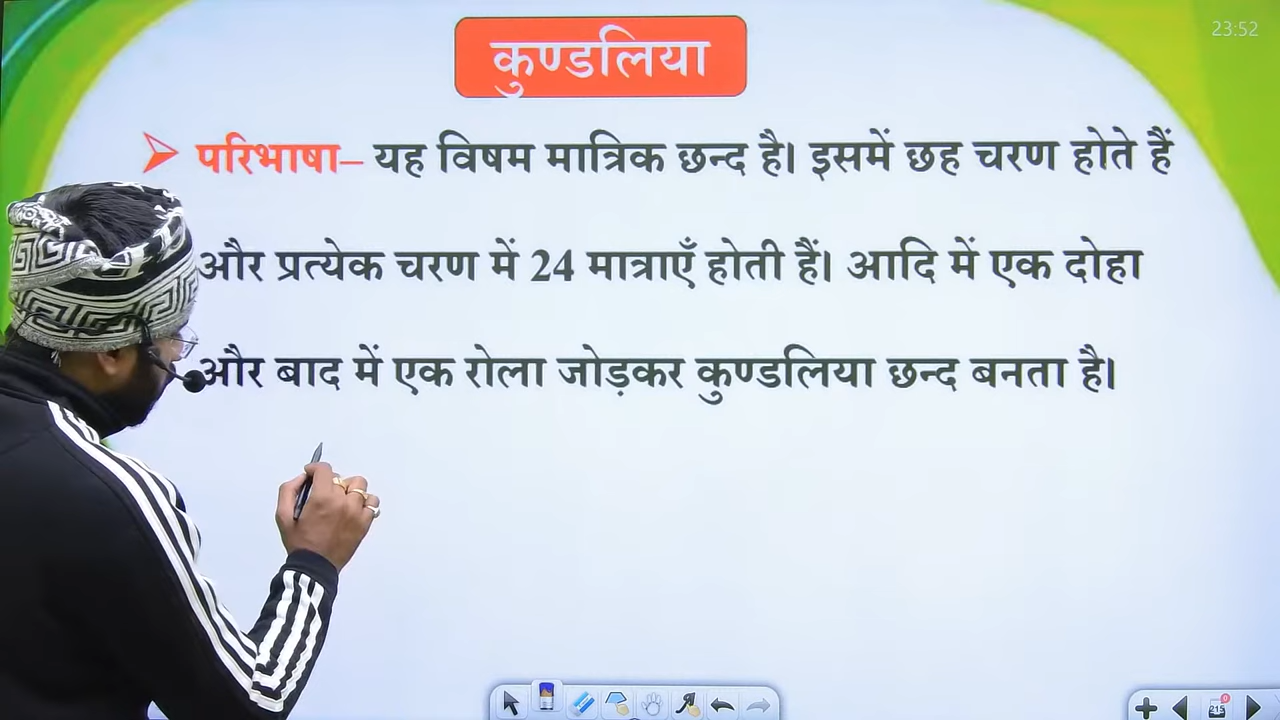 23:52
कुण्डलिया
परिभाषा– यह विषम मात्रिक छन्द है। इसमें छह चरण होते हैं
और प्रत्येक चरण में 24 मात्राएँ होती हैं। आदि में एक दोहा
और बाद में एक रोला जोड़कर कुण्डलिया छन्द बनता है।
215